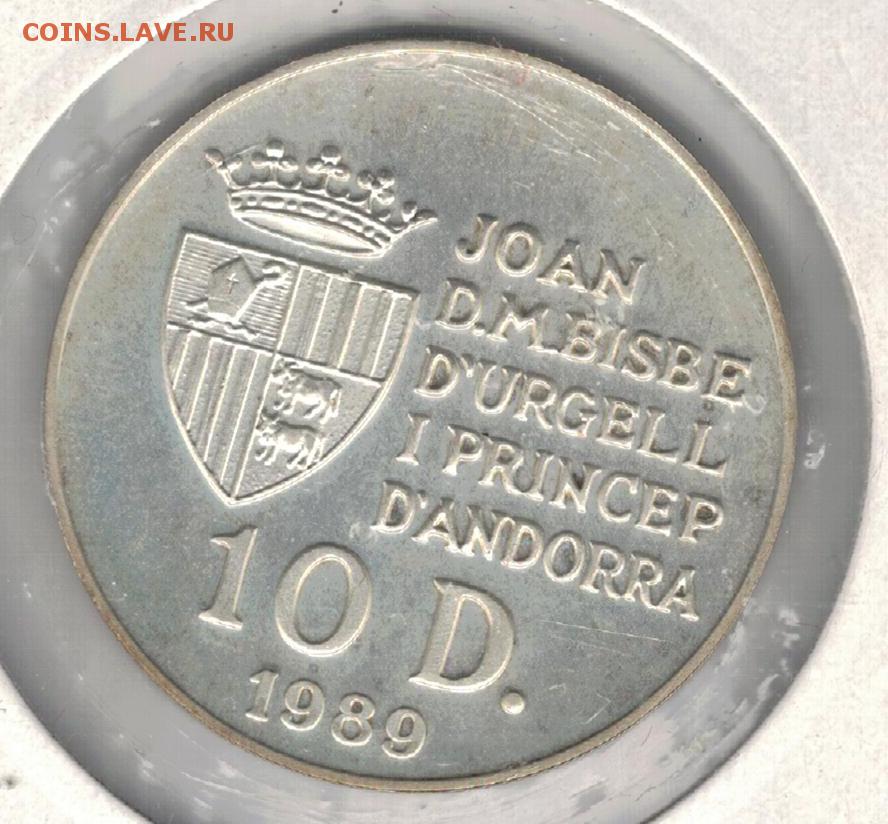 COINS.LAVE.RU
JOAN
D.M.BISBE
D'URGELL
I PRINCEP
D'ANDORRA
10 D.
1989